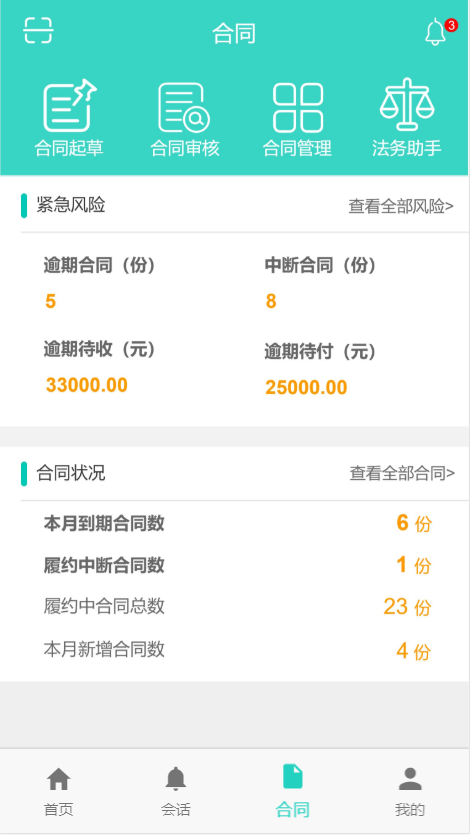 合同
3
合同起草 合同审核 合同管理 法务助手
紧急风险 查看全部风险>
逾期合同（份） 中断合同（份）
5 8
逾期待收（元） 逾期待付（元）
33000.00 25000.00
合同状况 查看全部合同>
本月到期合同数 6 份
履约中断合同数 1 份
履约中合同总数 23 份
本月新增合同数 4 份
首页 会话 合同 我的